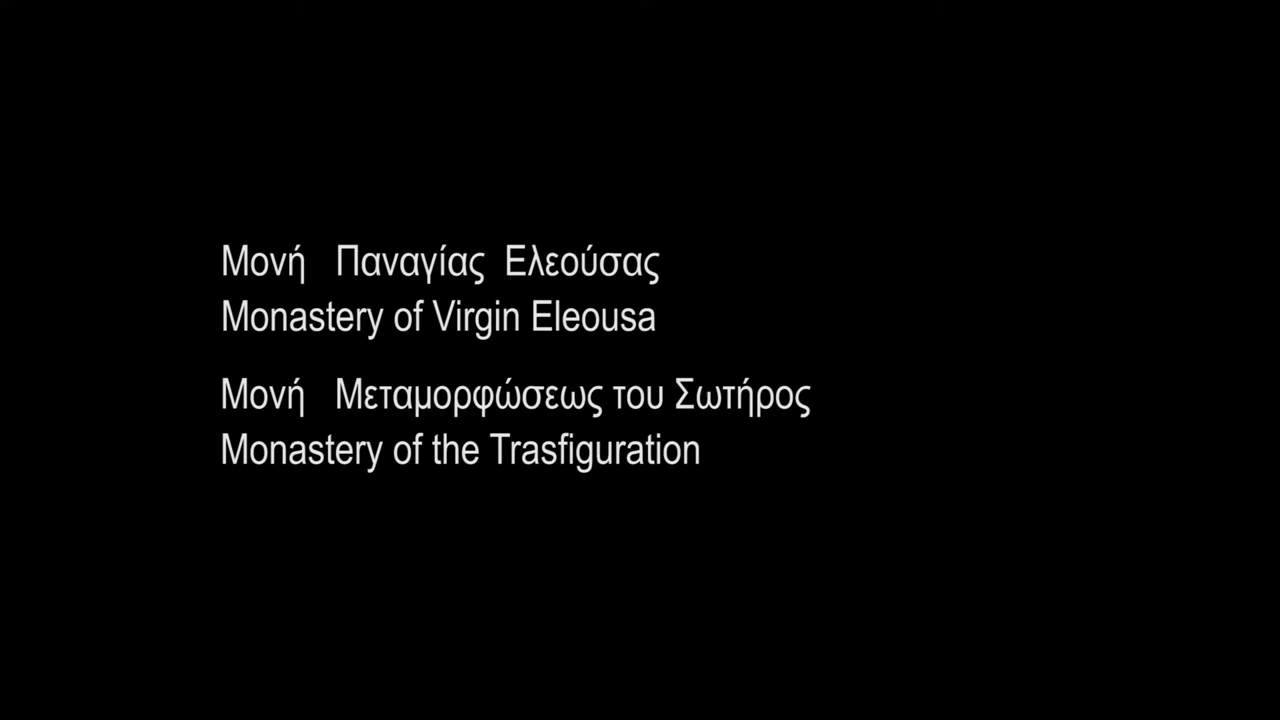 Μονή Παναγίας Ελεούσας
Monastery of Virgin Eleousa
Μονή Μεταμορφώσεως του Σωτήρος
Monastery of the Trasfiguration